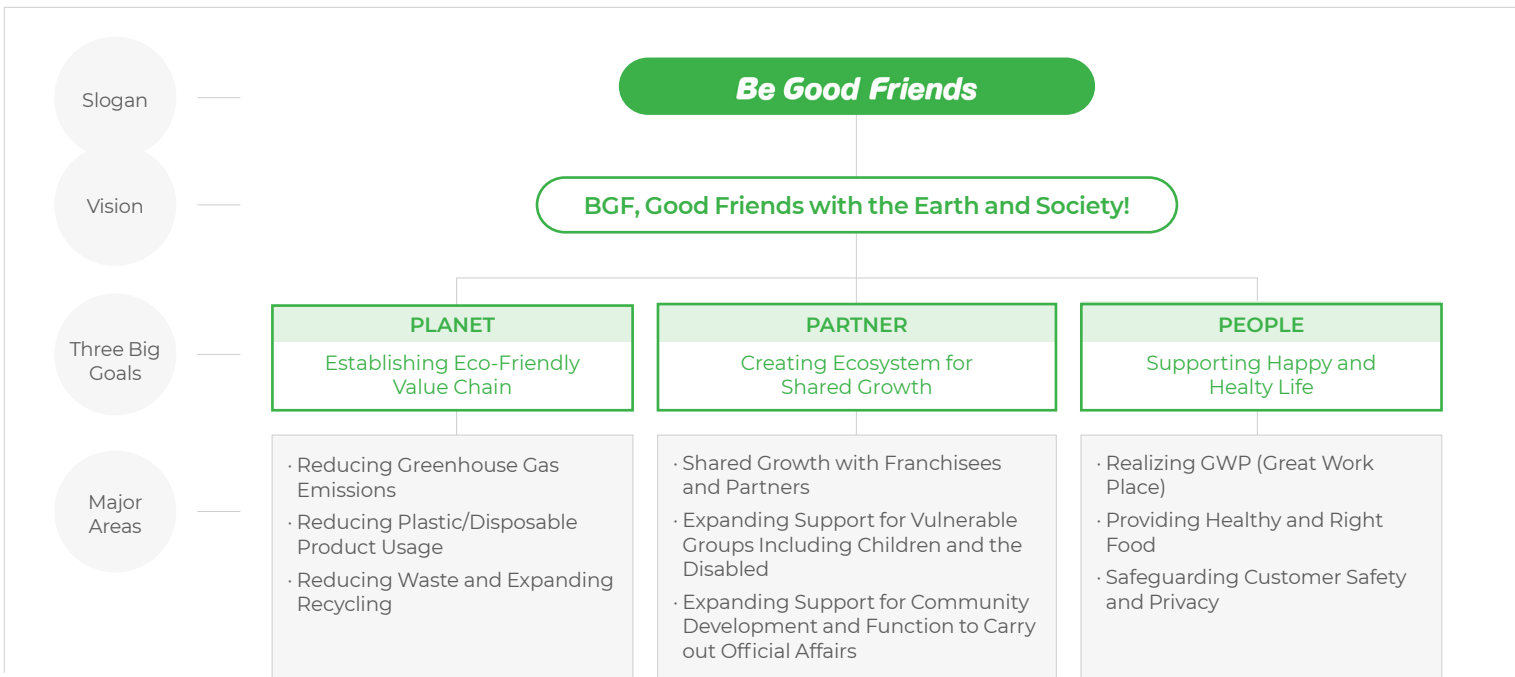 Slogan
Be Good Friends
Vision
BGF, Good Friends with the Earth and Society!
Three Big
Goals
PLANET
Establishing Eco-Friendly
Value Chain
PARTNER
Creating Ecosystem for
Shared Growth
PEOPLE
Supporting Happy and
Healty Life
Major
Areas
· Reducing Greenhouse Gas
Emissions
· Reducing Plastic/Disposable
Product Usage
· Reducing Waste and Expanding
Recycling
· Shared Growth with Franchisees
and Partners
· Expanding Support for Vulnerable
Groups Including Children and the
Disabled
· Expanding Support for Community
Development and Function to Carry
out Official Affairs
· Realizing GWP (Great Work
Place)
· Providing Healthy and Right
Food
· Safeguarding Customer Safety
and Privacy